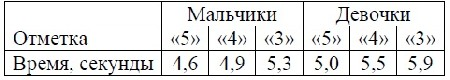 Мальчики Девочки
Отметка «5» «4» «3» «5» «4» «3»
Время, секунды 4,6 4,9 5,3 5,0 5,5 5,9